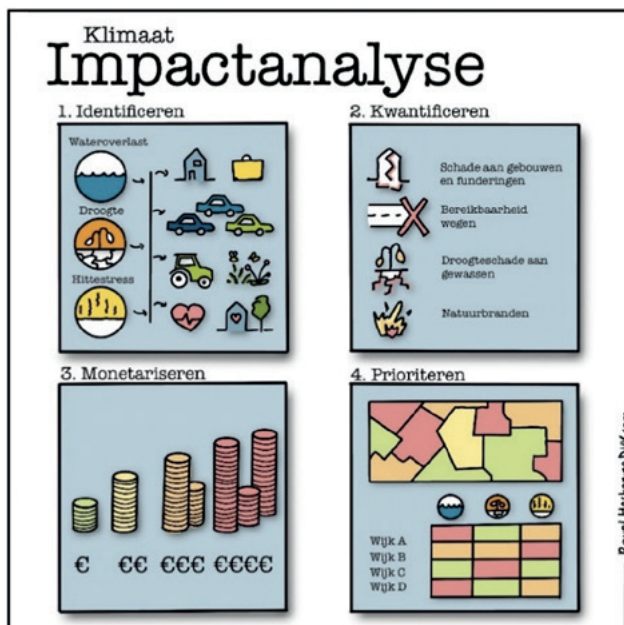 Klimaat
Impactanalyse
1. Identificeren
Wateroverlast
Droogte
Hittestress
2. Kwantificeren
Schade aan gebouwen
en funderingen
Bereikbaarheid
wegen
Droogteschade aan
gewassen
Natuurbranden
3. Monetariseren
€ €€ €€€ €€€€
4. Prioriteren
Wijk A
Wijk B
Wijk C
Wijk D